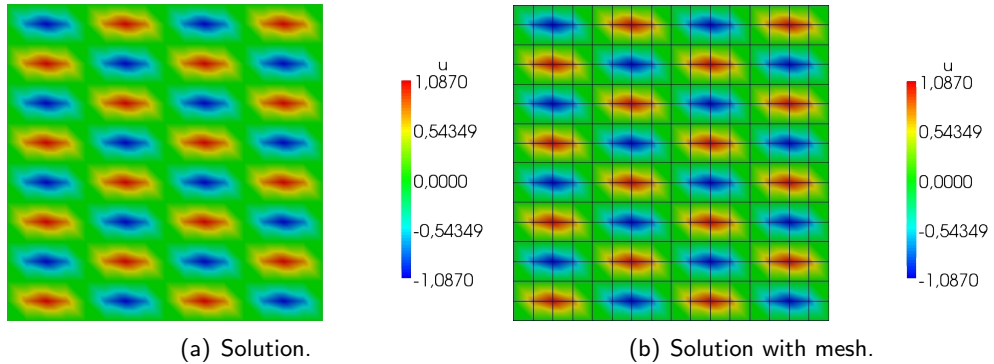 u
1,0870
0,54349
0,0000
-0,54349
-1,0870
(a) Solution.
u
1,0870
0,54349
0,0000
-0,54349
-1,0870
(b) Solution with mesh.